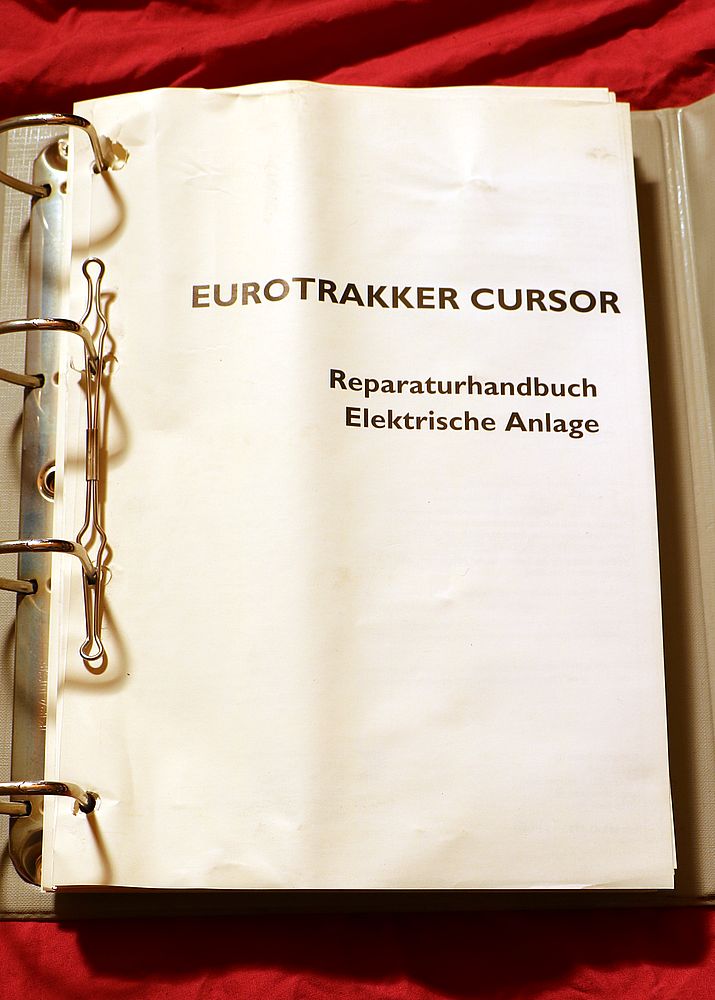 EUROTRAKKER CURSOR
Reparaturhandbuch
Elektrische Anlage